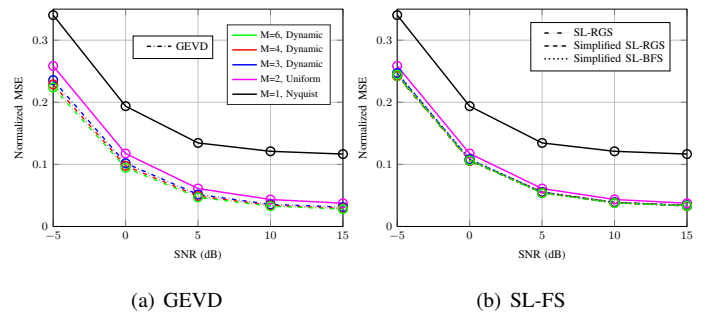 0.3
0.2
0.1
0
Normalized MSE
−5
0
5
10
15
SNR (dB)
GEVD
M=6, Dynamic
M=4, Dynamic
M=3, Dynamic
M=2, Uniform
M=1, Nyquist
(a) GEVD
0.3
0.2
0.1
0
Normalized MSE
−5
0
5
10
15
SNR (dB)
SL-RGS
Simplified SL-RGS
Simplified SL-BFS
(b) SL-FS